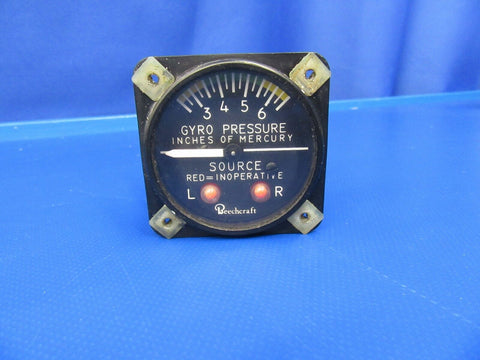 3 4 5 6
GYRO PRESSURE
INCHES OF MERCURY
SOURCE
RED=INOPERATIVE
L R
Beechcraft